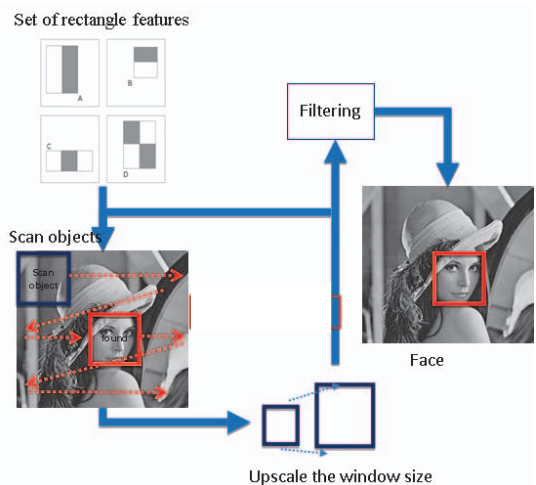 Set of rectangle features
A
B
C
D
Filtering
Scan objects
Scan
object
found
Face
Upscale the window size